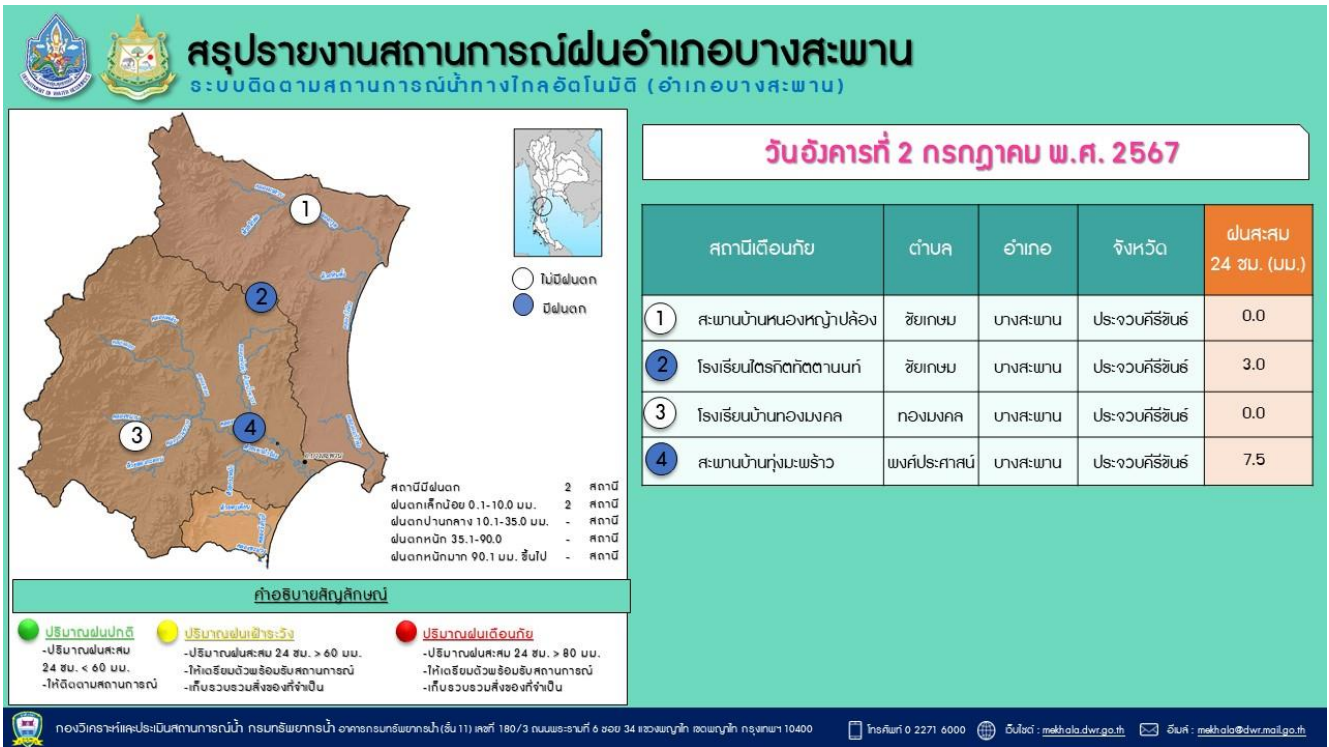 สรุปรายงานสถานการณ์ฝนอำเภอบางสะพาน
ระบบติดตามสถานการณ์น้ำทางไกลอัตโนมัติ (อำเภอบางสะพาน)
1
2
3
4
ไม่มีฝนตก
มีฝนตก
สถานีมีฝนตก 2 สถานี
ฝนตกเล็กน้อย 0.1-10.0 มม. 2 สถานี
ฝนตกปานกลาง 10.1-35.0 มม. - สถานี
ฝนตกหนัก 35.1-90.0 - สถานี
ฝนตกหนักมาก 90.1 มม. ขึ้นไป - สถานี
คำอธิบายสัญลักษณ์
ปริมาณฝนปกติ
-ปริมาณฝนสะสม
24 ชม. < 60 มม.
-ให้ติดตามสถานการณ์
ปริมาณฝนเฝ้าระวัง
-ปริมาณฝนสะสม 24 ชม. > 60 มม.
-ให้เตรียมตัวพร้อมรับสถานการณ์
-เก็บรวบรวมสิ่งของที่จำเป็น
ปริมาณฝนเตือนภัย
-ปริมาณฝนสะสม 24 ชม. > 80 มม.
-ให้เตรียมตัวพร้อมรับสถานการณ์
-เก็บรวบรวมสิ่งของที่จำเป็น
วันอังคารที่ 2 กรกฎาคม พ.ศ. 2567
สถานีเตือนภัย ตำบล อำเภอ จังหวัด ฝนสะสม
24 ชม. (มม.)
1 สะพานบ้านหนองหญ้าปล้อง ชัยเกษม บางสะพาน ประจวบคีรีขันธ์ 0.0
2 โรงเรียนไตรกิตทัตตานนท์ ชัยเกษม บางสะพาน ประจวบคีรีขันธ์ 3.0
3 โรงเรียนบ้านทองมงคล ทองมงคล บางสะพาน ประจวบคีรีขันธ์ 0.0
4 สะพานบ้านทุ่งมะพร้าว พงศ์ประศาสน์ บางสะพาน ประจวบคีรีขันธ์ 7.5
กองวิเคราะห์และประเมินสถานการณ์น้ำ กรมทรัพยากรน้ำ อาคารกรมทรัพยากรน้ำ (ชั้น 11) เลขที่ 180/3 ถนนพระรามที่ 6 ซอย 34 แขวงพญาไท เขตพญาไท กรุงเทพฯ 10400 โทรศัพท์ 0 2271 6000 เว็บไซต์ : mekhala.dwr.go.th อีเมล์ : mekhala@dwr.mail.go.th